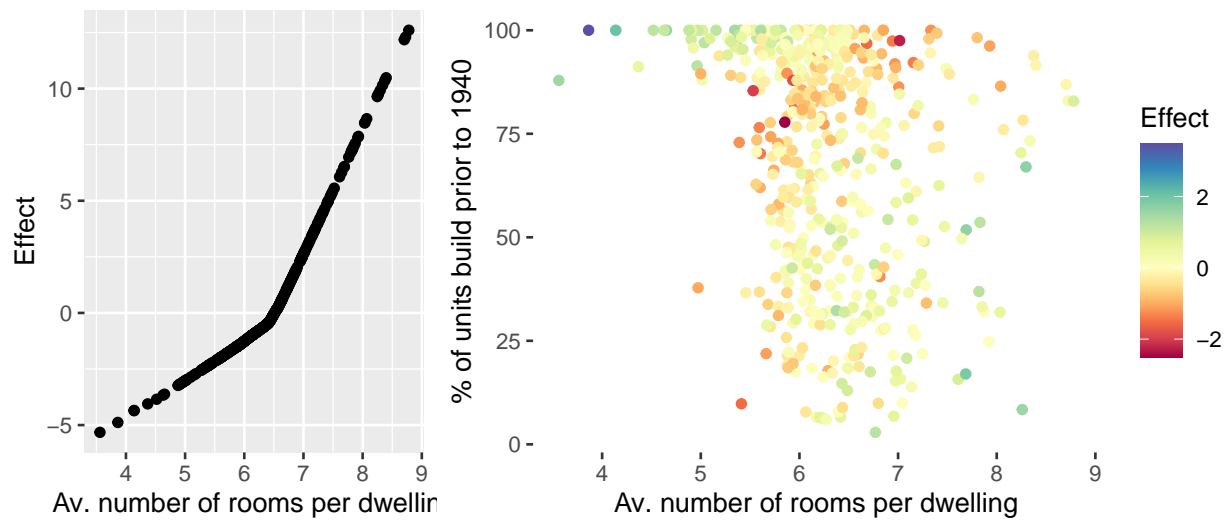 10
5
0
−5
Effect
4 5 6 7 8 9
Av. number of rooms per dwellin
100
75
50
25
0
% of units build prior to 1940
4 5 6 7 8 9
Av. number of rooms per dwelling
Effect
2
0
−2